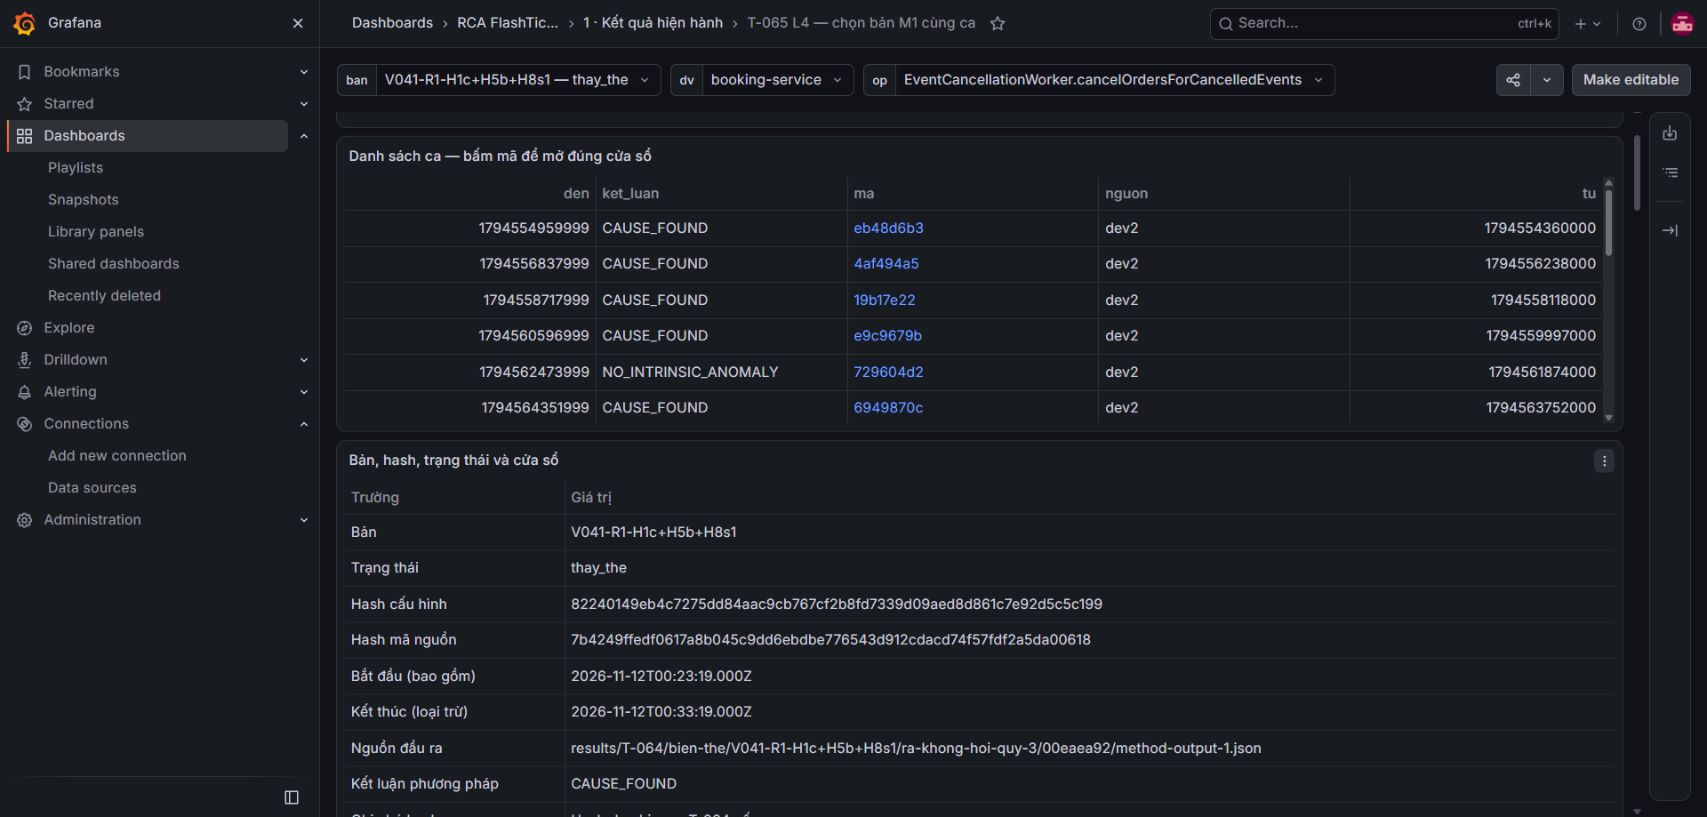 Grafana
Dashboards › RCA FlashTic... › 1 · Kết quả hiện hành › T-065 L4 — chọn bản M1 cùng ca
Search...
ctrl+k
Bookmarks
Starred
Dashboards
Playlists
Snapshots
Library panels
Shared dashboards
Recently deleted
Explore
Drilldown
Alerting
Connections
Add new connection
Data sources
Administration
ban V041-R1-H1c+H5b+H8s1 — thay_the
dv booking-service
op EventCancellationWorker.cancelOrdersForCancelledEvents
Make editable
Danh sách ca — bấm mã để mở đúng cửa sổ
den ket_luan ma nguon tu
1794554959999 CAUSE_FOUND eb48d6b3 dev2 1794554360000
1794556837999 CAUSE_FOUND 4af494a5 dev2 1794556238000
1794558717999 CAUSE_FOUND 19b17e22 dev2 1794558118000
1794560596999 CAUSE_FOUND e9c9679b dev2 1794559997000
1794562473999 NO_INTRINSIC_ANOMALY 729604d2 dev2 1794561874000
1794564351999 CAUSE_FOUND 6949870c dev2 1794563752000
Bản, hash, trạng thái và cửa sổ
Trường Giá trị
Bản V041-R1-H1c+H5b+H8s1
Trạng thái thay_the
Hash cấu hình 82240149eb4c7275dd84aac9cb767cf2b8fd7339d09aed8d861c7e92d5c5c199
Hash mã nguồn 7b4249ffedf0617a8b045c9dd6ebdbe776543d912cdacd74f57fdf2a5da00618
Bắt đầu (bao gồm) 2026-11-12T00:23:19.000Z
Kết thúc (loại trừ) 2026-11-12T00:33:19.000Z
Nguồn đầu ra results/T-064/bien-the/V041-R1-H1c+H5b+H8s1/ra-khong-hoi-quy-3/00eaea92/method-output-1.json
Kết luận phương pháp CAUSE_FOUND